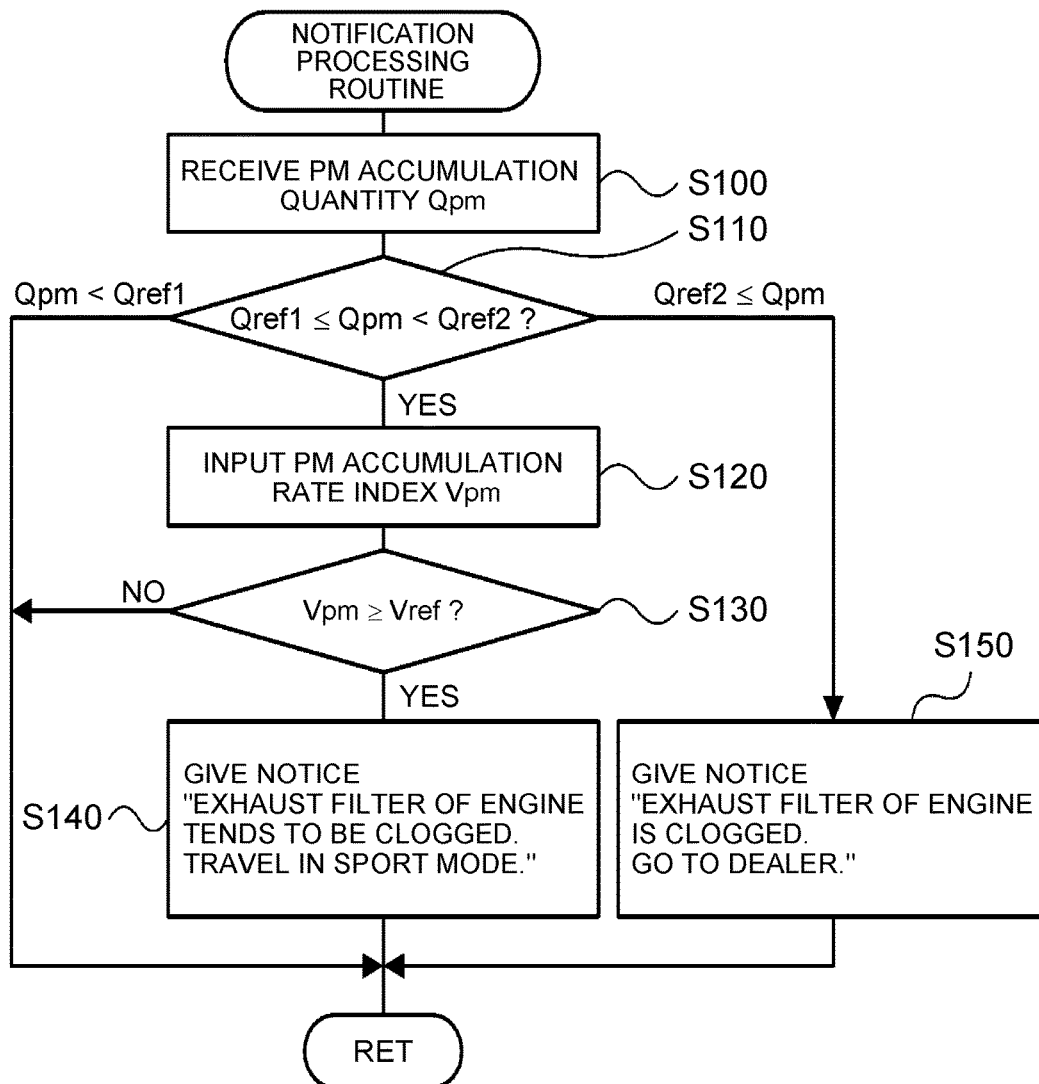 NOTIFICATION
PROCESSING
ROUTINE
RECEIVE PM ACCUMULATION
QUANTITY Qpm
S100
S110
Qpm < Qref1
Qref1 ≤ Qpm < Qref2 ?
Qref2 ≤ Qpm
YES
INPUT PM ACCUMULATION
RATE INDEX Vpm
S120
NO
Vpm ≥ Vref ?
S130
YES
S150
S140
GIVE NOTICE
"EXHAUST FILTER OF ENGINE
TENDS TO BE CLOGGED.
TRAVEL IN SPORT MODE."
GIVE NOTICE
"EXHAUST FILTER OF ENGINE
IS CLOGGED.
GO TO DEALER."
RET